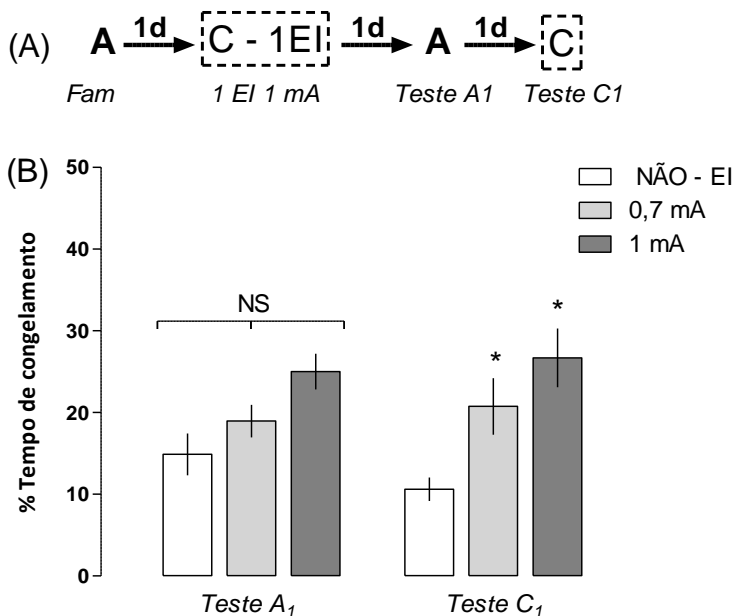 (A) A 1d C - 1EI 1d A 1d C
Fam 1 EI 1 mA Teste A1 Teste C1
(B)
50
40
30
20
10
0
% Tempo de congelamento
NÃO - EI
0,7 mA
1 mA
NS
*
*
Teste A1 Teste C1